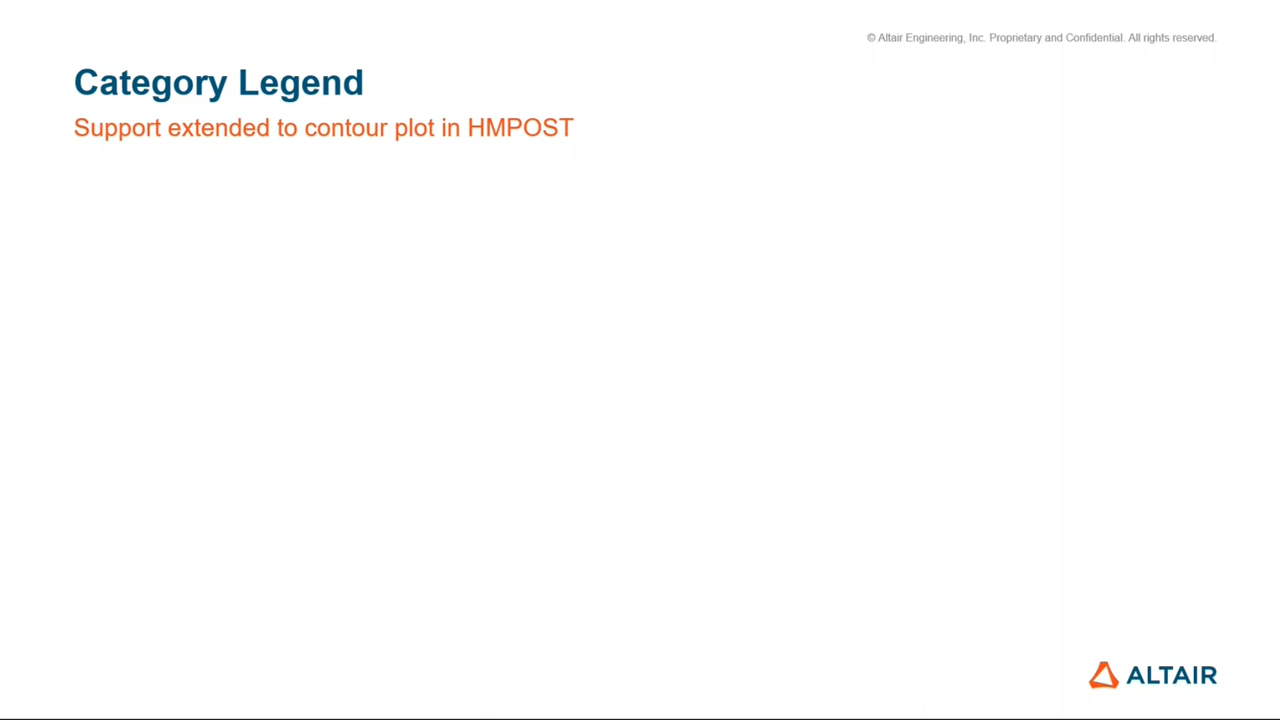 © Altair Engineering, Inc. Proprietary and Confidential. All rights reserved.
Category Legend
Support extended to contour plot in HMPOST
ALTAIR